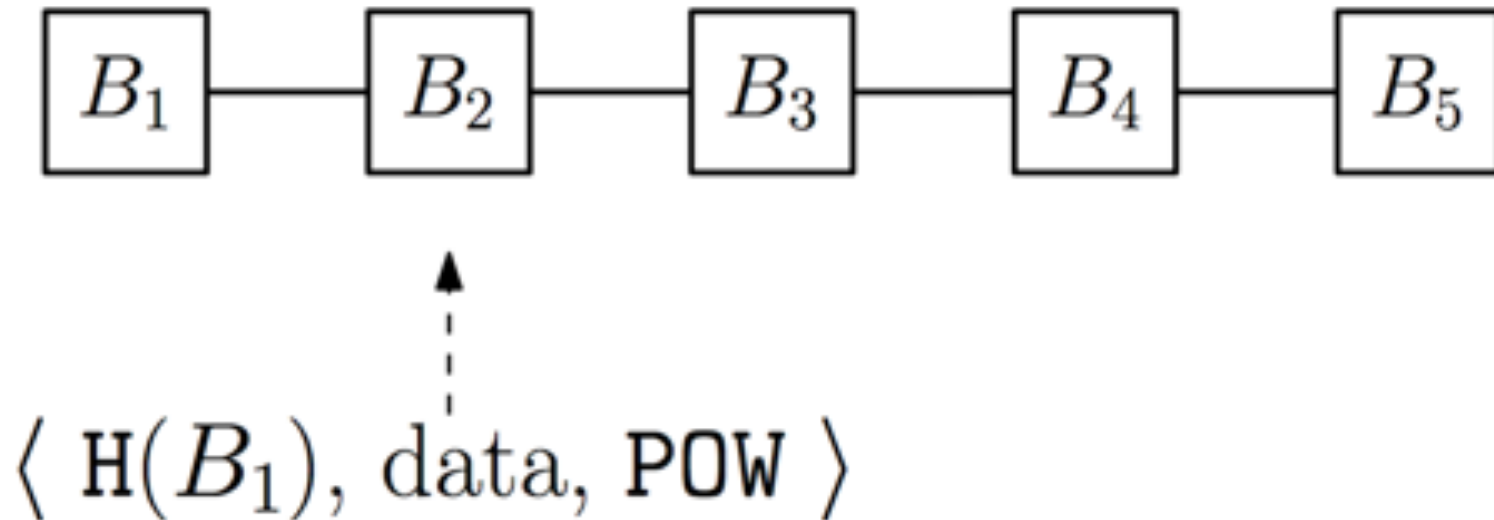 B₁ B₂ B₃ B₄ B₅
⟨ H(B₁), data, POW ⟩